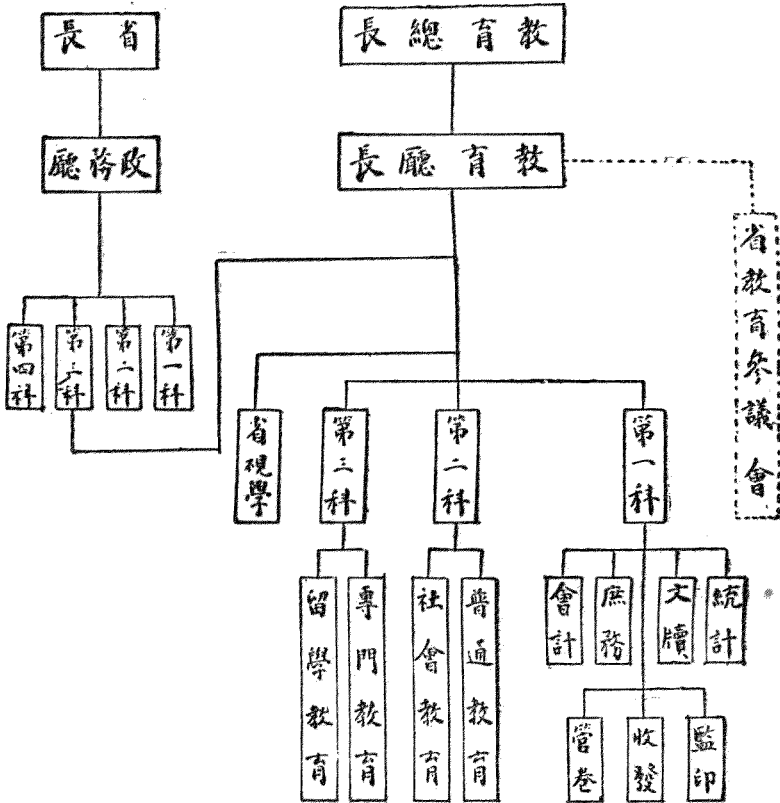 長總育教
長省
長廳育教
廳務政
省教育參議會
第一科
第二科
第三科
第四科
第一科
第二科
第三科
省視學
統計
文牘
庶務
會計
監印
收發
管卷
普通教育
社會教育
專門教育
留學教育